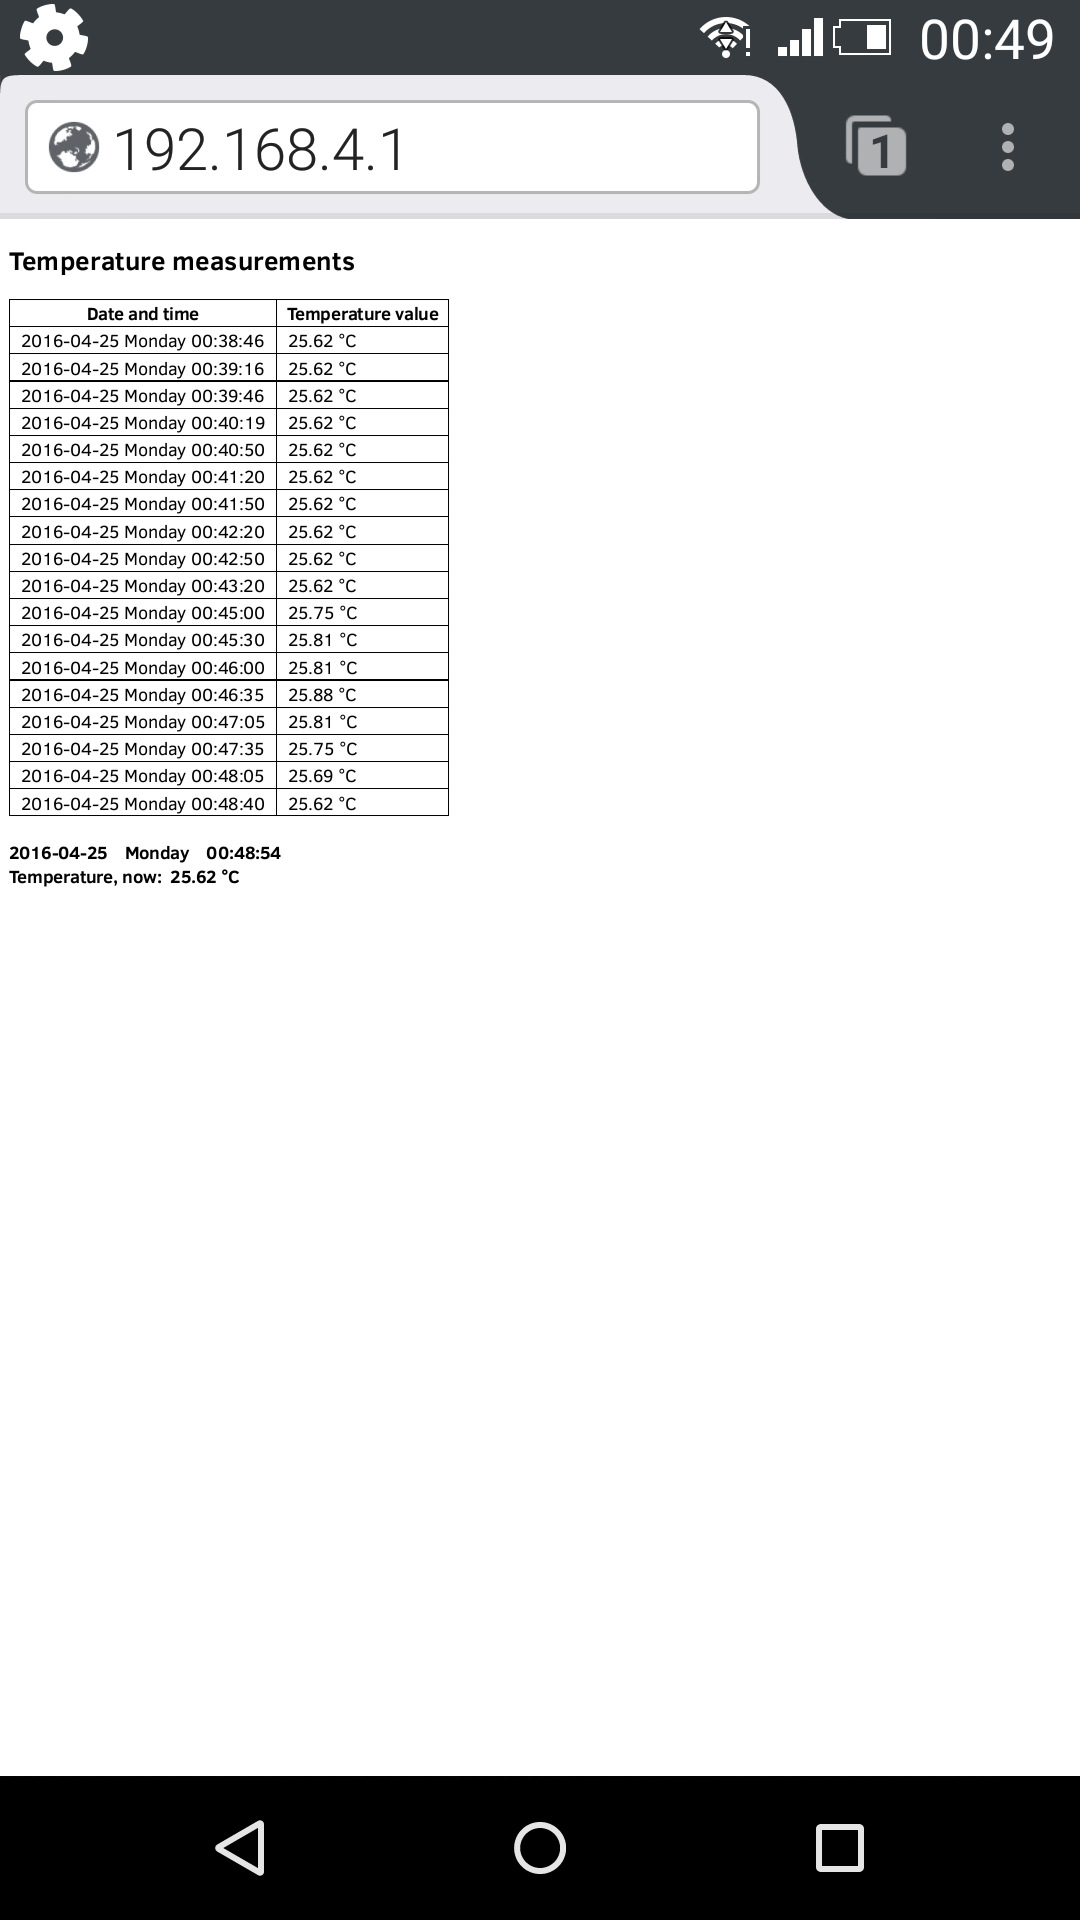 00:49
192.168.4.1
1
Temperature measurements
Date and time Temperature value
2016-04-25 Monday 00:38:46 25.62 °C
2016-04-25 Monday 00:39:16 25.62 °C
2016-04-25 Monday 00:39:46 25.62 °C
2016-04-25 Monday 00:40:19 25.62 °C
2016-04-25 Monday 00:40:50 25.62 °C
2016-04-25 Monday 00:41:20 25.62 °C
2016-04-25 Monday 00:41:50 25.62 °C
2016-04-25 Monday 00:42:20 25.62 °C
2016-04-25 Monday 00:42:50 25.62 °C
2016-04-25 Monday 00:43:20 25.62 °C
2016-04-25 Monday 00:45:00 25.75 °C
2016-04-25 Monday 00:45:30 25.81 °C
2016-04-25 Monday 00:46:00 25.81 °C
2016-04-25 Monday 00:46:35 25.88 °C
2016-04-25 Monday 00:47:05 25.81 °C
2016-04-25 Monday 00:47:35 25.75 °C
2016-04-25 Monday 00:48:05 25.69 °C
2016-04-25 Monday 00:48:40 25.62 °C
2016-04-25 Monday 00:48:54
Temperature, now: 25.62 °C